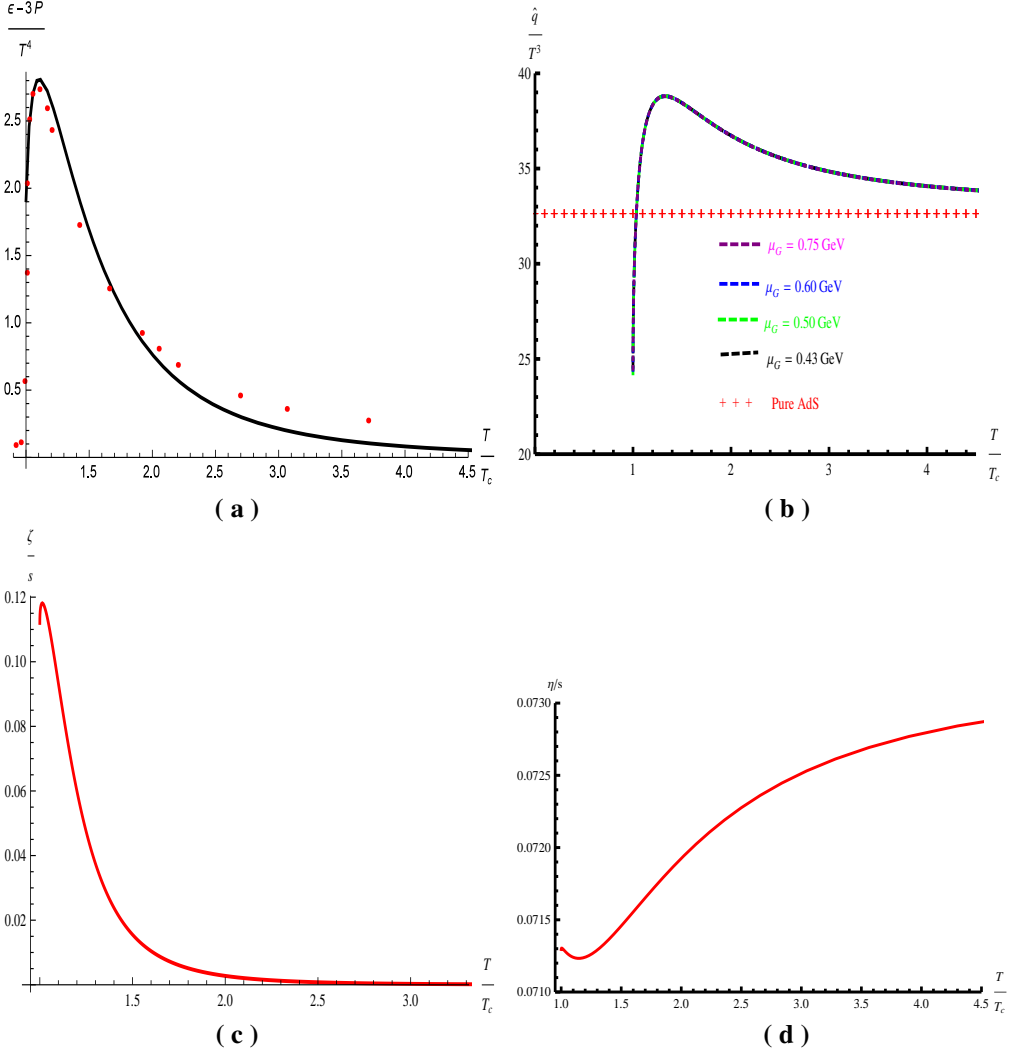 ϵ-3P
T^4
2.5
2.0
1.5
1.0
0.5
1.5 2.0 2.5 3.0 3.5 4.0 4.5
T
T_c
( a )
q̂
T^3
40
35
30
25
20
1 2 3 4
μ_G = 0.75 GeV
μ_G = 0.60 GeV
μ_G = 0.50 GeV
μ_G = 0.43 GeV
+ + + Pure AdS
T
T_c
( b )
ζ
s
0.12
0.10
0.08
0.06
0.04
0.02
1.5 2.0 2.5 3.0
T
T_c
( c )
η/s
0.0730
0.0725
0.0720
0.0715
0.0710
1.0 1.5 2.0 2.5 3.0 3.5 4.0 4.5
T
T_c
( d )